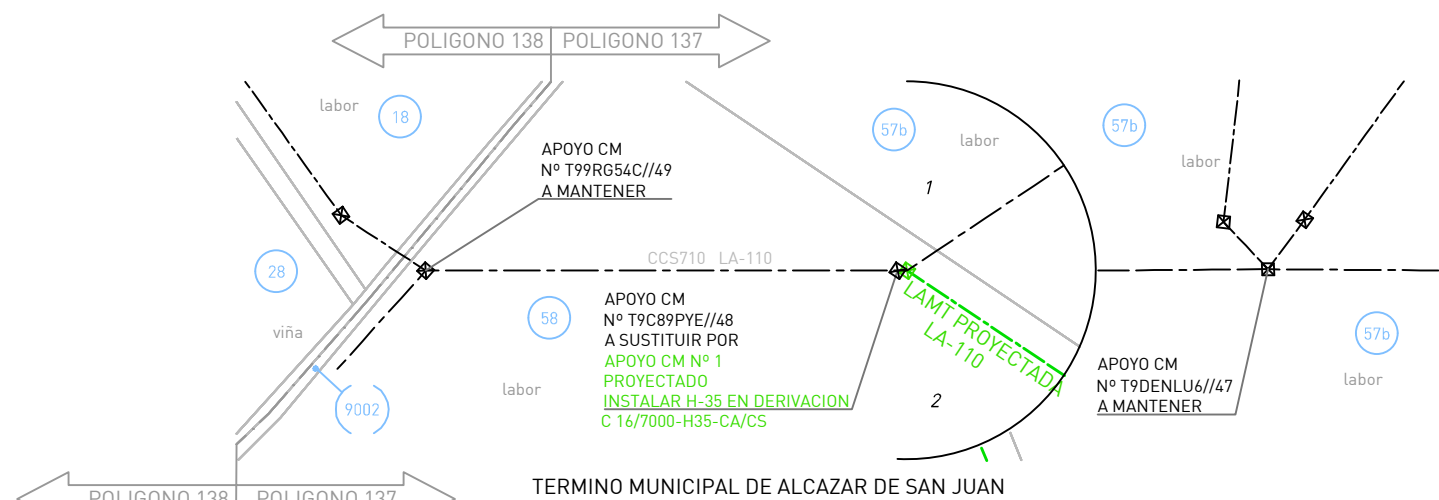 POLIGONO 138 POLIGONO 137
labor
18
57b
labor
57b
labor
1
APOYO CM
Nº T99RG54C//49
A MANTENER
CCS710 LA-110
28
viña
58
labor
9002
APOYO CM
Nº T9C89PYE//48
A SUSTITUIR POR
APOYO CM Nº 1
PROYECTADO
INSTALAR H-35 EN DERIVACION
C 16/7000-H35-CA/CS
LAMT PROYECTADA
LA-110
2
APOYO CM
Nº T9DENLU6//47
A MANTENER
57b
labor
TERMINO MUNICIPAL DE ALCAZAR DE SAN JUAN
POLIGONO 138 POLIGONO 137